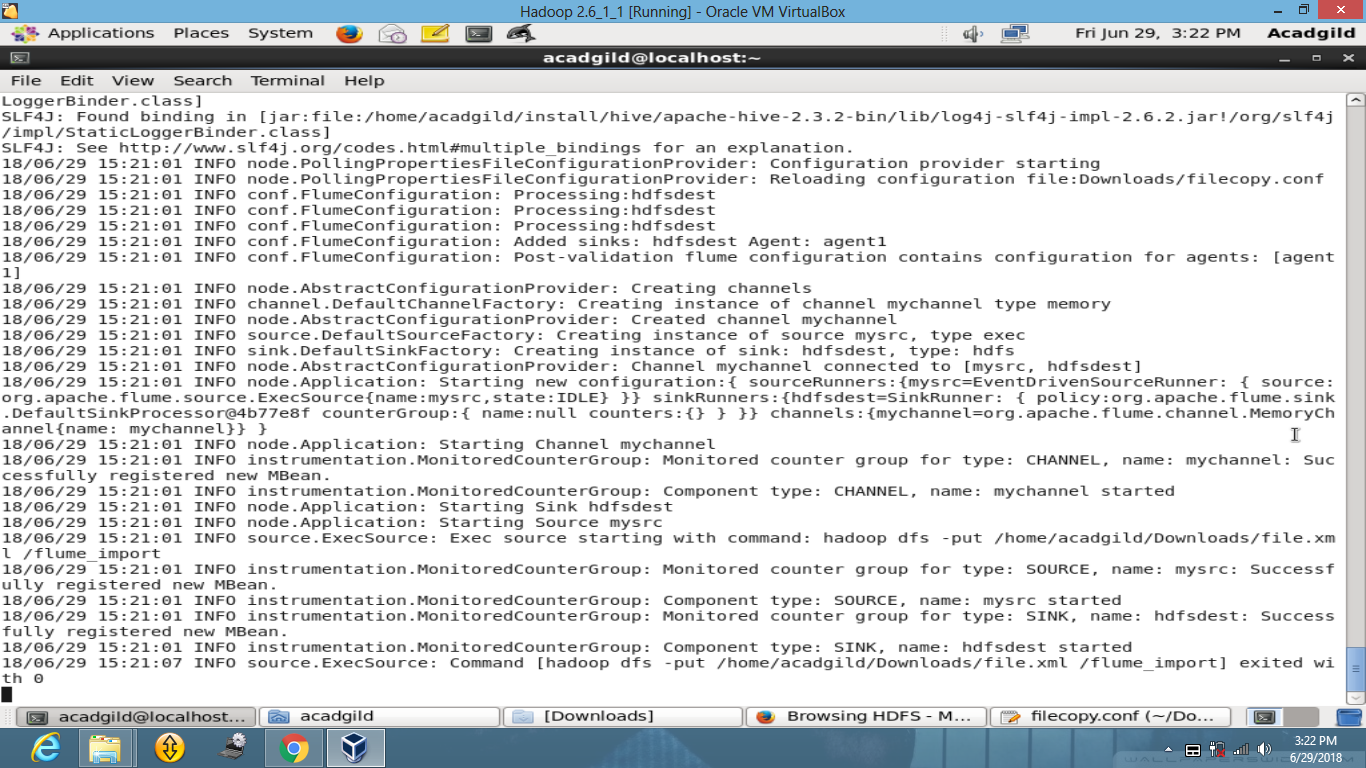 Hadoop 2.6_1_1 [Running] - Oracle VM VirtualBox
Applications Places System Fri Jun 29, 3:22 PM Acadgild
acadgild@localhost:~
File Edit View Search Terminal Help
LoggerBinder.class]
SLF4J: Found binding in [jar:file:/home/acadgild/install/hive/apache-hive-2.3.2-bin/lib/log4j-slf4j-impl-2.6.2.jar!/org/slf4j
/impl/StaticLoggerBinder.class]
SLF4J: See http://www.slf4j.org/codes.html#multiple_bindings for an explanation.
18/06/29 15:21:01 INFO node.PollingPropertiesFileConfigurationProvider: Configuration provider starting
18/06/29 15:21:01 INFO node.PollingPropertiesFileConfigurationProvider: Reloading configuration file:Downloads/filecopy.conf
18/06/29 15:21:01 INFO conf.FlumeConfiguration: Processing:hdfsdest
18/06/29 15:21:01 INFO conf.FlumeConfiguration: Processing:hdfsdest
18/06/29 15:21:01 INFO conf.FlumeConfiguration: Processing:hdfsdest
18/06/29 15:21:01 INFO conf.FlumeConfiguration: Added sinks: hdfsdest Agent: agent1
18/06/29 15:21:01 INFO conf.FlumeConfiguration: Post-validation flume configuration contains configuration for agents: [agent
1]
18/06/29 15:21:01 INFO node.AbstractConfigurationProvider: Creating channels
18/06/29 15:21:01 INFO channel.DefaultChannelFactory: Creating instance of channel mychannel type memory
18/06/29 15:21:01 INFO node.AbstractConfigurationProvider: Created channel mychannel
18/06/29 15:21:01 INFO source.DefaultSourceFactory: Creating instance of source mysrc, type exec
18/06/29 15:21:01 INFO sink.DefaultSinkFactory: Creating instance of sink: hdfsdest, type: hdfs
18/06/29 15:21:01 INFO node.AbstractConfigurationProvider: Channel mychannel connected to [mysrc, hdfsdest]
18/06/29 15:21:01 INFO node.Application: Starting new configuration:{ sourceRunners:{mysrc=EventDrivenSourceRunner: { source:
org.apache.flume.source.ExecSource{name:mysrc,state:IDLE} }} sinkRunners:{hdfsdest=SinkRunner: { policy:org.apache.flume.sink
.DefaultSinkProcessor@4b77e8f counterGroup:{ name:null counters:{} } }} channels:{mychannel=org.apache.flume.channel.MemoryCh
annel{name: mychannel}} }
18/06/29 15:21:01 INFO node.Application: Starting Channel mychannel
18/06/29 15:21:01 INFO instrumentation.MonitoredCounterGroup: Monitored counter group for type: CHANNEL, name: mychannel: Suc
cessfully registered new MBean.
18/06/29 15:21:01 INFO instrumentation.MonitoredCounterGroup: Component type: CHANNEL, name: mychannel started
18/06/29 15:21:01 INFO node.Application: Starting Sink hdfsdest
18/06/29 15:21:01 INFO node.Application: Starting Source mysrc
18/06/29 15:21:01 INFO source.ExecSource: Exec source starting with command: hadoop dfs -put /home/acadgild/Downloads/file.xm
l /flume_import
18/06/29 15:21:01 INFO instrumentation.MonitoredCounterGroup: Monitored counter group for type: SOURCE, name: mysrc: Successf
ully registered new MBean.
18/06/29 15:21:01 INFO instrumentation.MonitoredCounterGroup: Component type: SOURCE, name: mysrc started
18/06/29 15:21:01 INFO instrumentation.MonitoredCounterGroup: Monitored counter group for type: SINK, name: hdfsdest: Success
fully registered new MBean.
18/06/29 15:21:01 INFO instrumentation.MonitoredCounterGroup: Component type: SINK, name: hdfsdest started
18/06/29 15:21:07 INFO source.ExecSource: Command [hadoop dfs -put /home/acadgild/Downloads/file.xml /flume_import] exited wi
th 0
acadgild@localhost:... acadgild [Downloads] Browsing HDFS - M... filecopy.conf (~/Do...
3:22 PM
6/29/2018